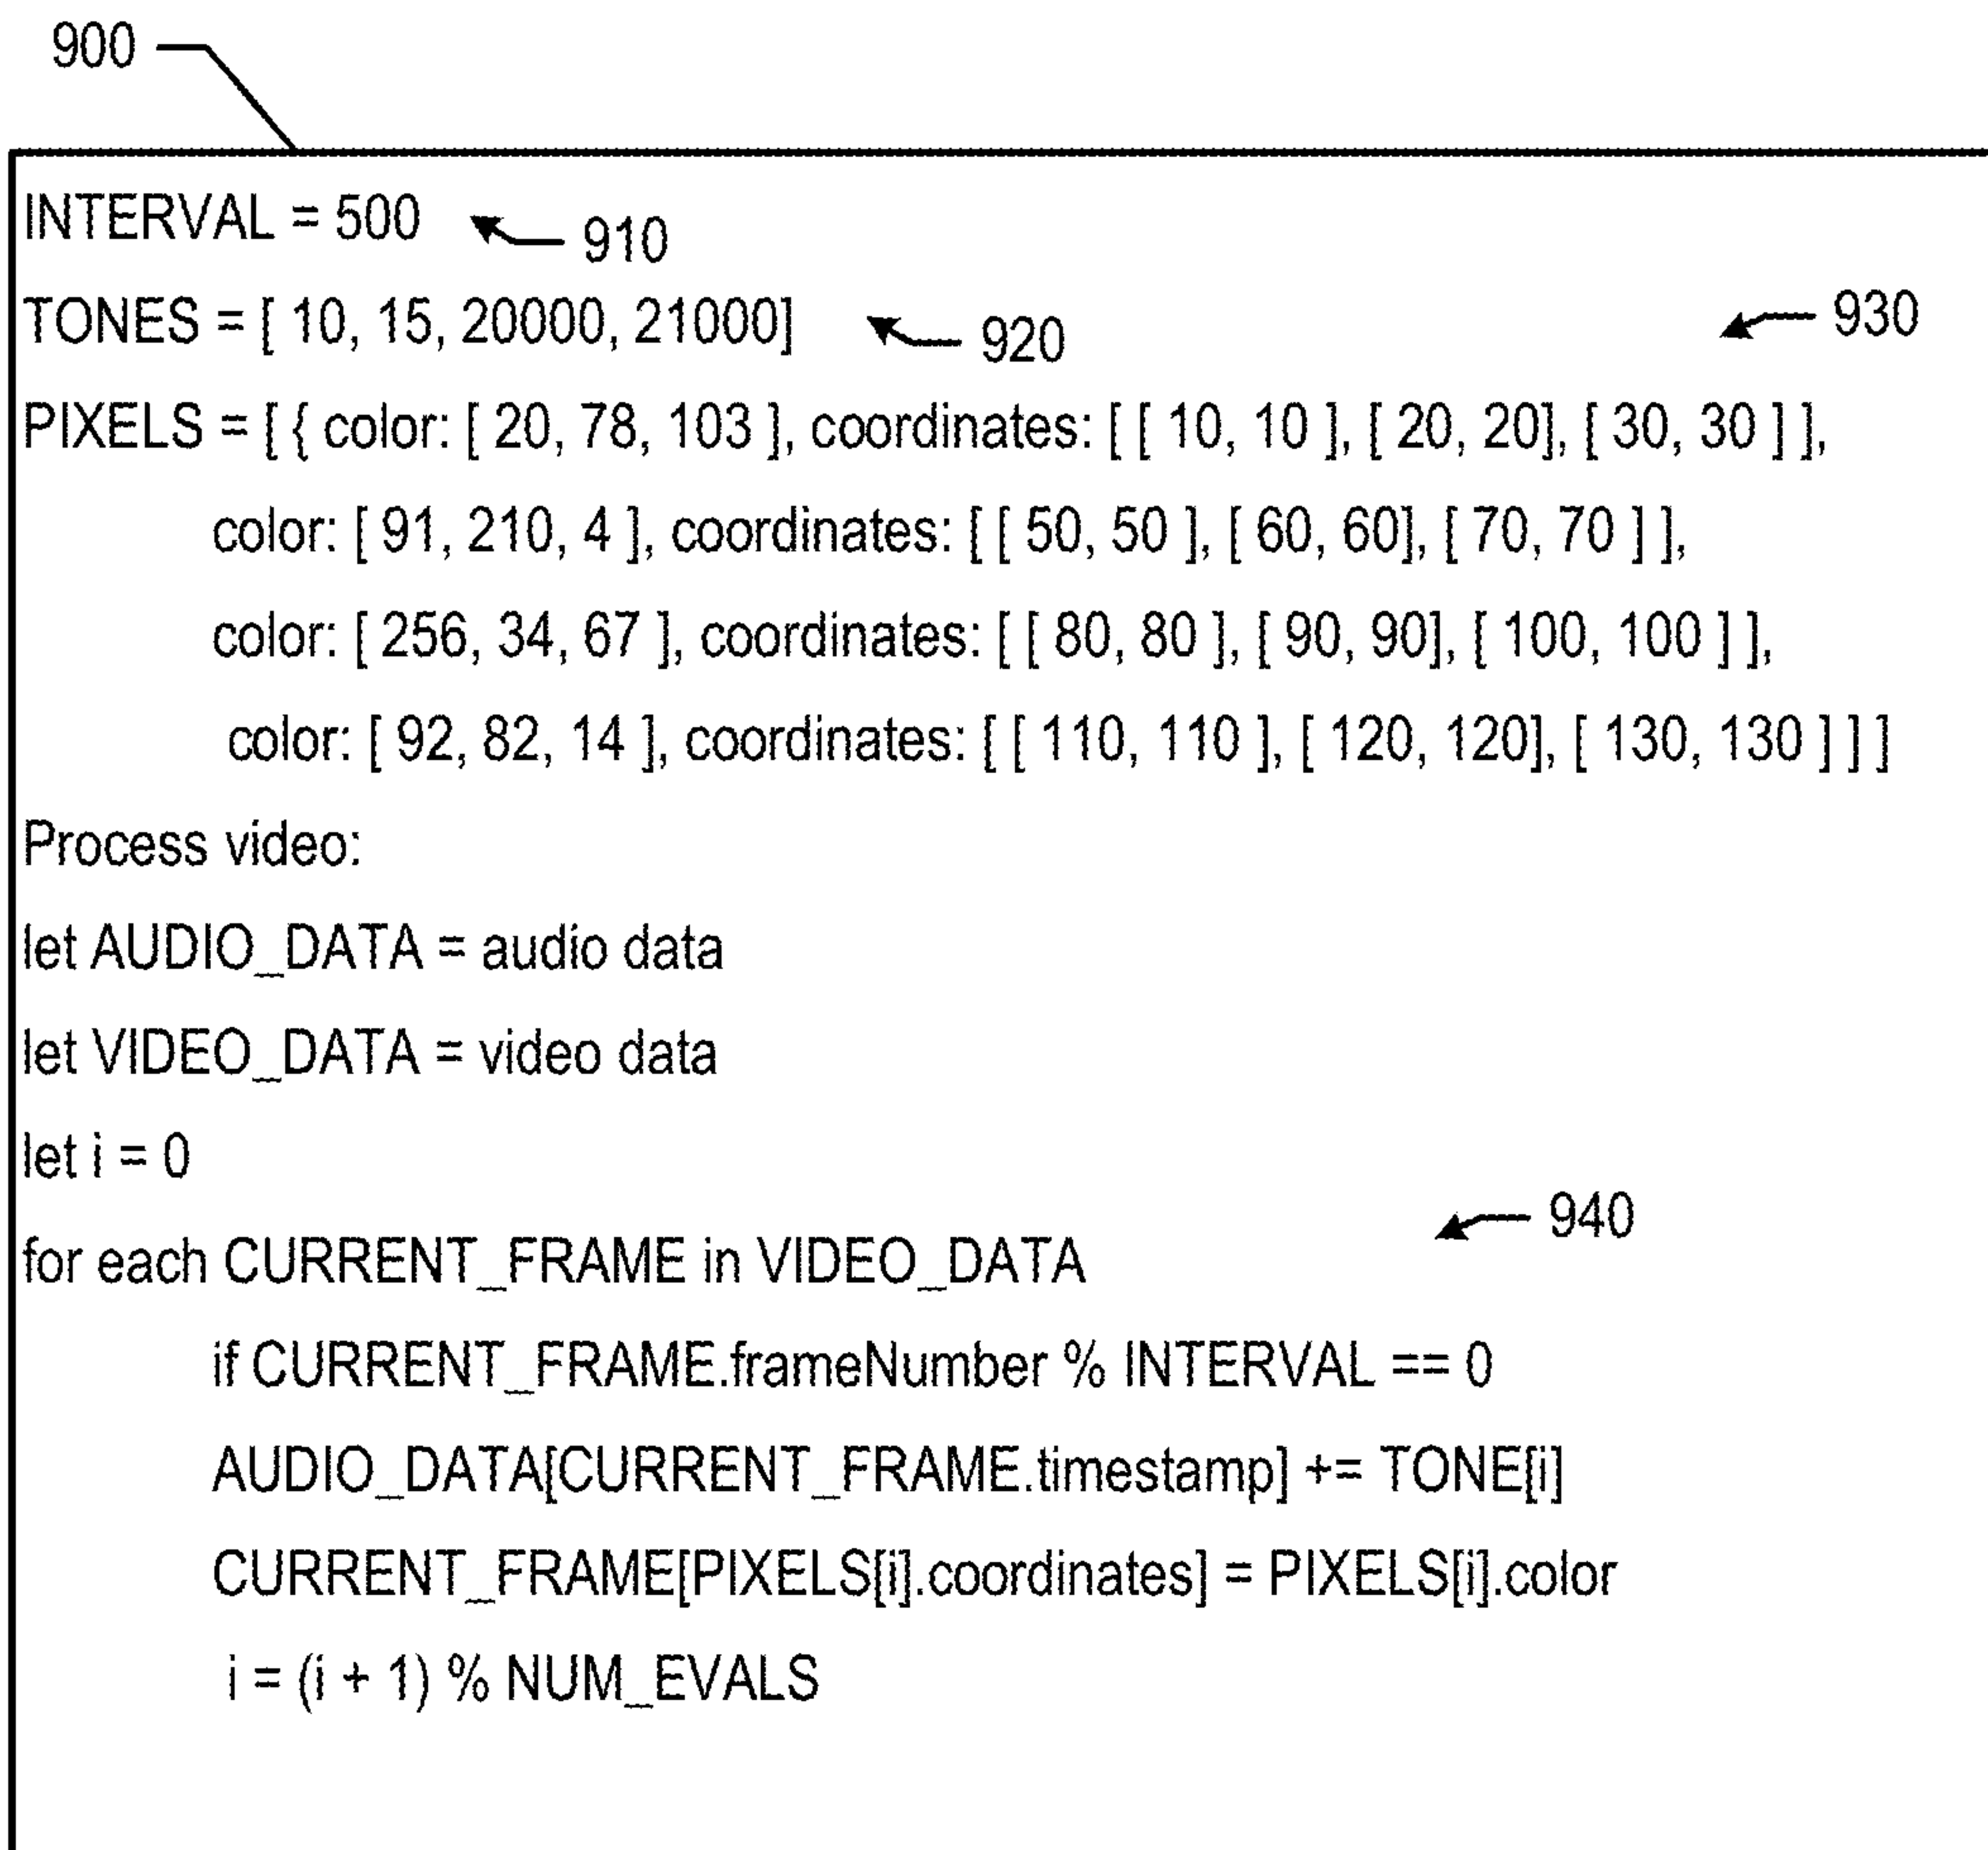 900
INTERVAL = 500
910
TONES = [ 10, 15, 20000, 21000]
920
930
PIXELS = [ { color: [ 20, 78, 103 ], coordinates: [ [ 10, 10 ], [ 20, 20], [ 30, 30 ] ],
color: [ 91, 210, 4 ], coordinates: [ [ 50, 50 ], [ 60, 60], [ 70, 70 ] ],
color: [ 256, 34, 67 ], coordinates: [ [ 80, 80 ], [ 90, 90], [ 100, 100 ] ],
color: [ 92, 82, 14 ], coordinates: [ [ 110, 110 ], [ 120, 120], [ 130, 130 ] ] ]
Process video:
let AUDIO_DATA = audio data
let VIDEO_DATA = video data
let i = 0
940
for each CURRENT_FRAME in VIDEO_DATA
if CURRENT_FRAME.frameNumber % INTERVAL == 0
AUDIO_DATA[CURRENT_FRAME.timestamp] += TONE[i]
CURRENT_FRAME[PIXELS[i].coordinates] = PIXELS[i].color
i = (i + 1) % NUM_EVALS